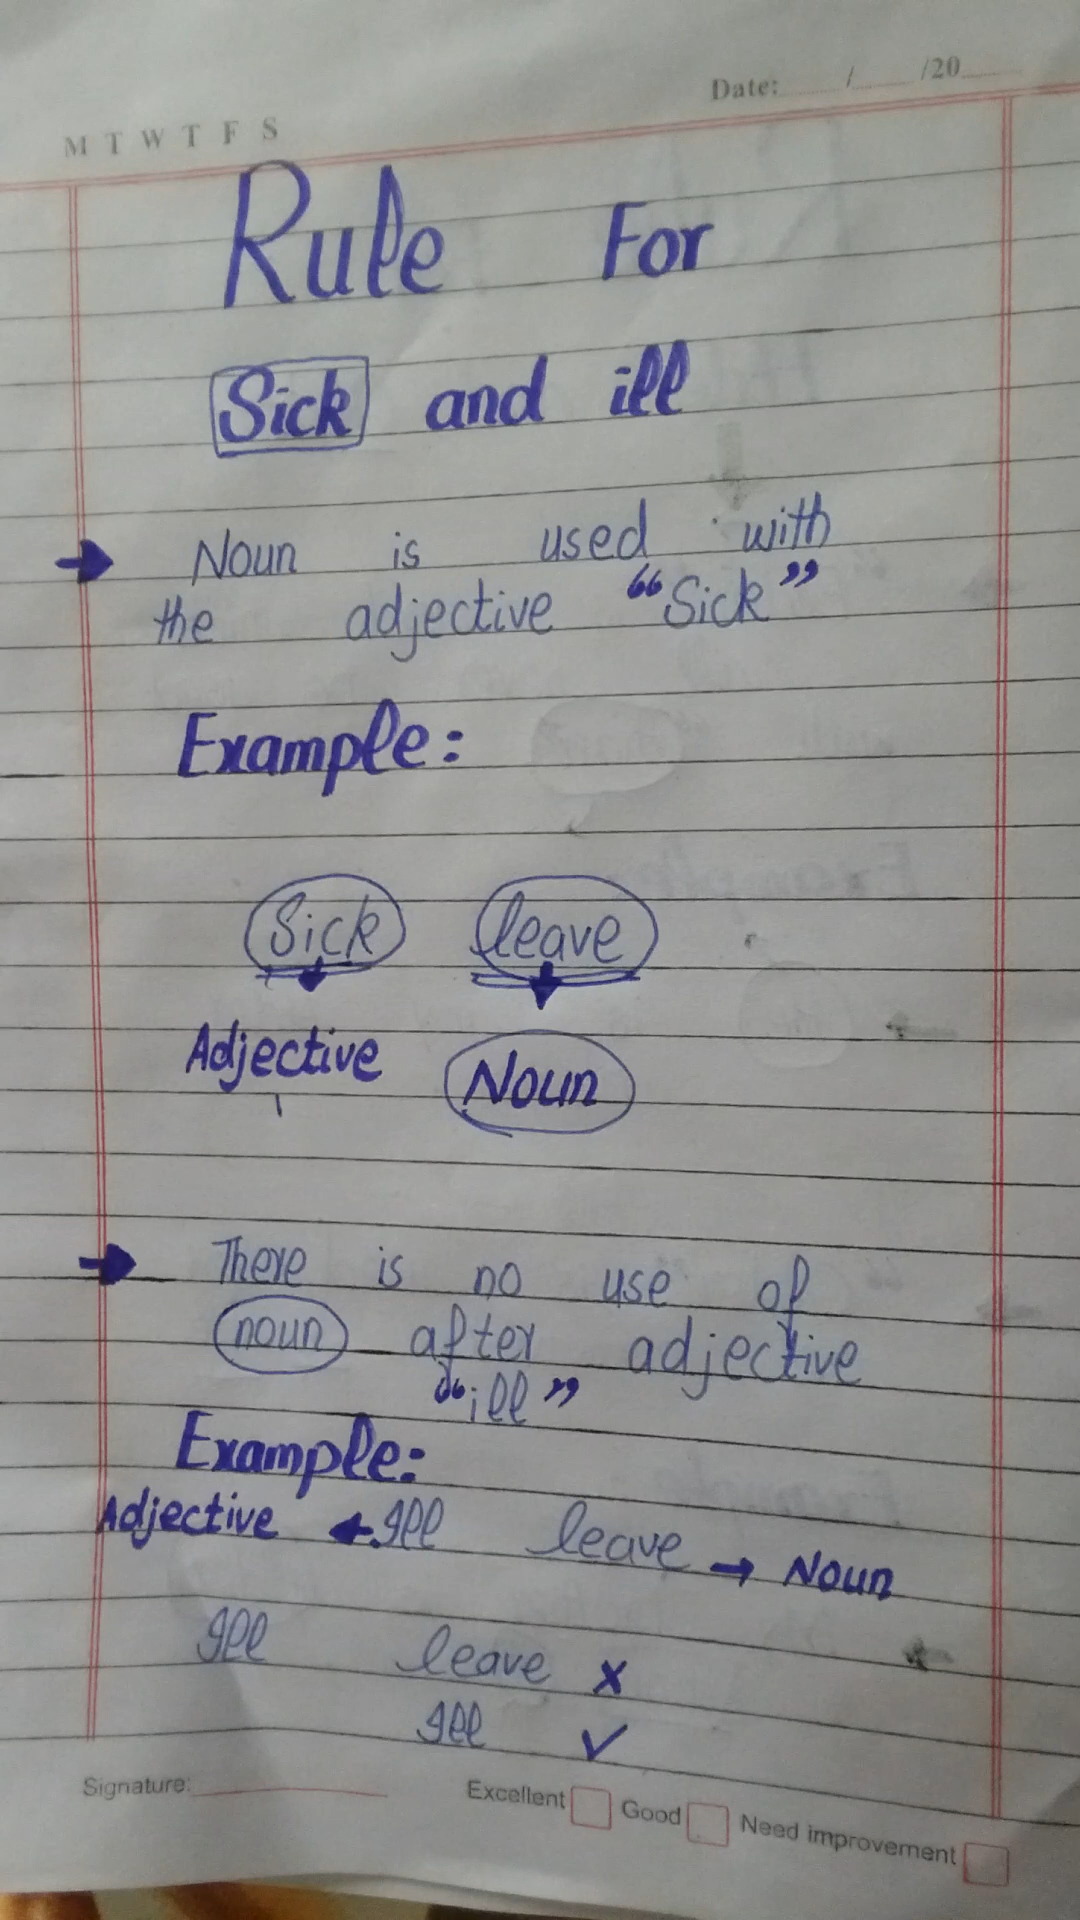 Date: / /20
M T W T F S
Rule For
Sick and ill
Noun is used with
the adjective "Sick"
Example:
Sick leave
Adjective Noun
There is no use of
noun after adjective
"ill"
Example:
Adjective ← Ill leave → Noun
Ill leave x
Ill ✓
Signature: Excellent Good Need improvement